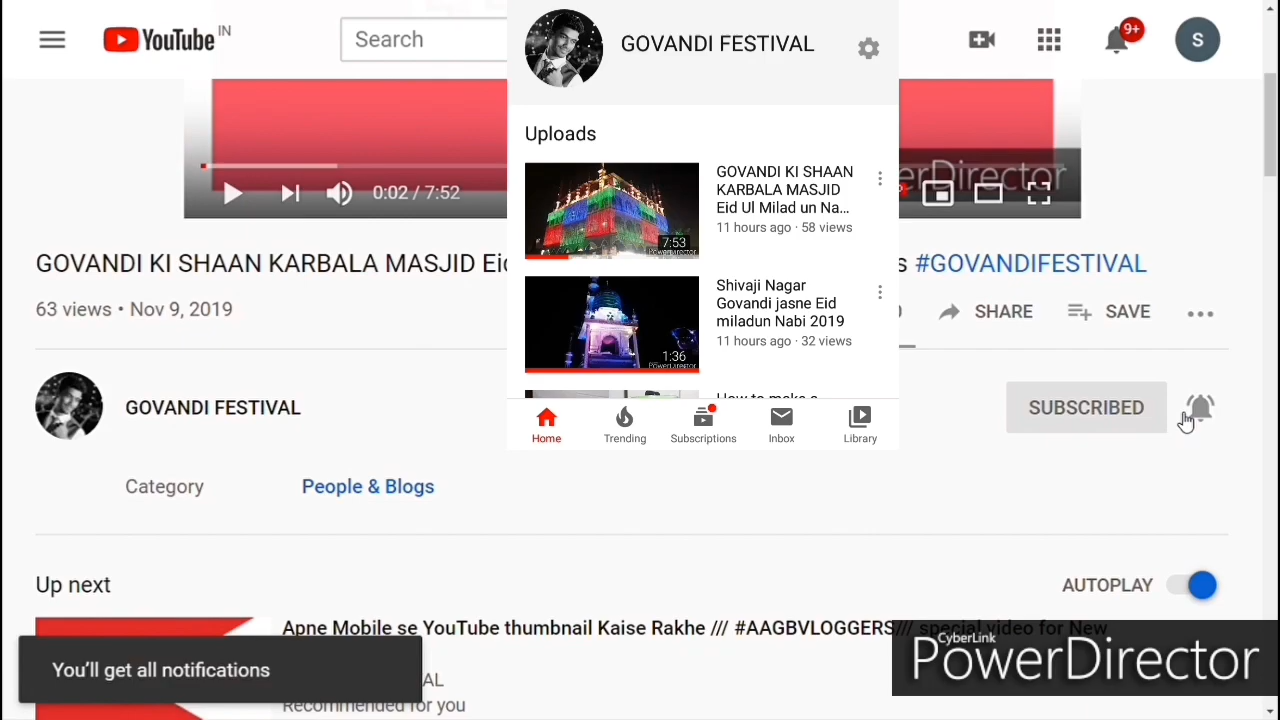 YouTube IN
Search
9+
S
GOVANDI FESTIVAL
Uploads
GOVANDI KI SHAAN
KARBALA MASJID
Eid Ul Milad un Na...
11 hours ago · 58 views
7:53
PowerDirector
Shivaji Nagar
Govandi jasne Eid
miladun Nabi 2019
11 hours ago · 32 views
1:36
PowerDirector
How to make a
Home
Trending
Subscriptions
Inbox
Library
0:02 / 7:52
erDirector
GOVANDI KI SHAAN KARBALA MASJID Eid
s #GOVANDIFESTIVAL
63 views • Nov 9, 2019
SHARE
SAVE
GOVANDI FESTIVAL
SUBSCRIBED
Category
People & Blogs
Up next
AUTOPLAY
Apne Mobile se YouTube thumbnail Kaise Rakhe /// #AAGBVLOGGERS/// special video for New
AL
Recommended for you
You’ll get all notifications
CyberLink
PowerDirector